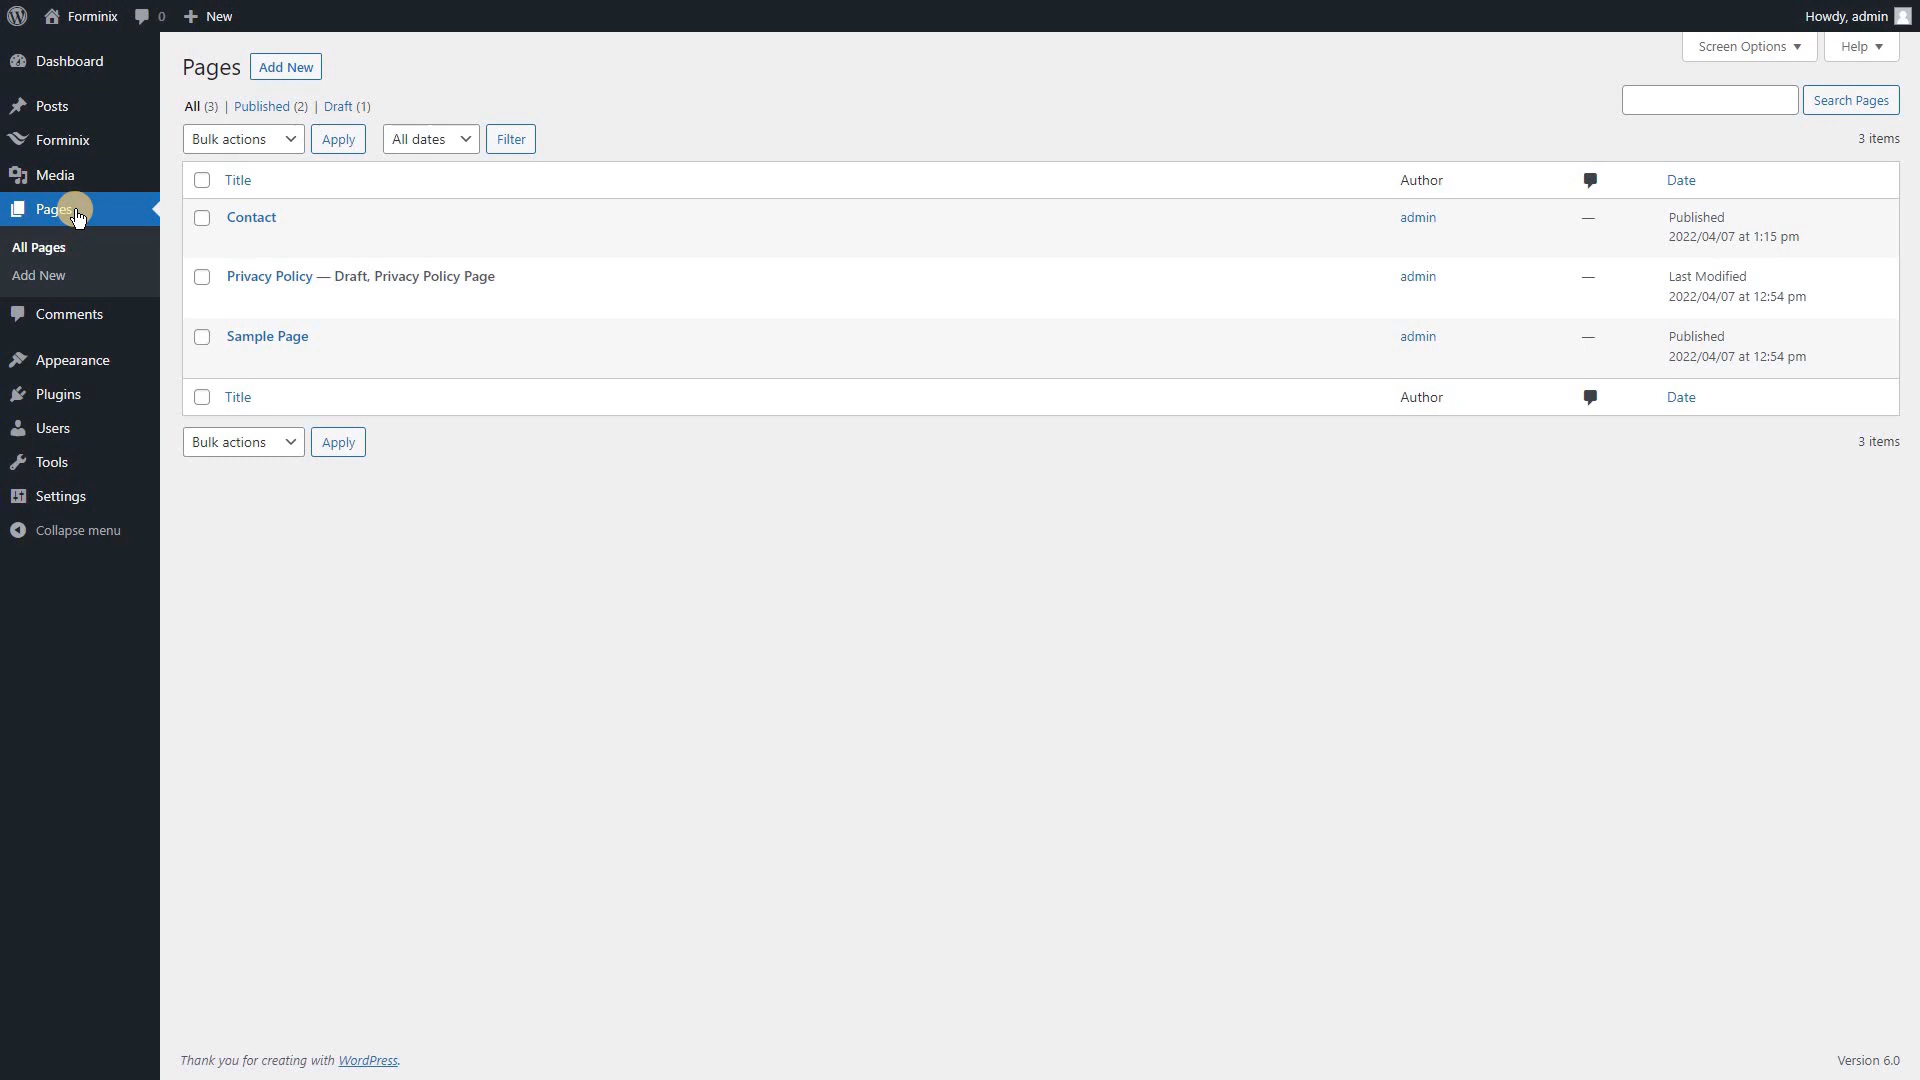 Forminix 0 New Howdy, admin
Dashboard
Posts
Forminix
Media
Pages
All Pages
Add New
Comments
Appearance
Plugins
Users
Tools
Settings
Collapse menu
Screen Options Help
Pages Add New
All (3) | Published (2) | Draft (1)
Search Pages
Bulk actions Apply All dates Filter 3 items
Title Author Date
Contact admin — Published
2022/04/07 at 1:15 pm
Privacy Policy — Draft, Privacy Policy Page admin — Last Modified
2022/04/07 at 12:54 pm
Sample Page admin — Published
2022/04/07 at 12:54 pm
Title Author Date
Bulk actions Apply 3 items
Thank you for creating with WordPress. Version 6.0